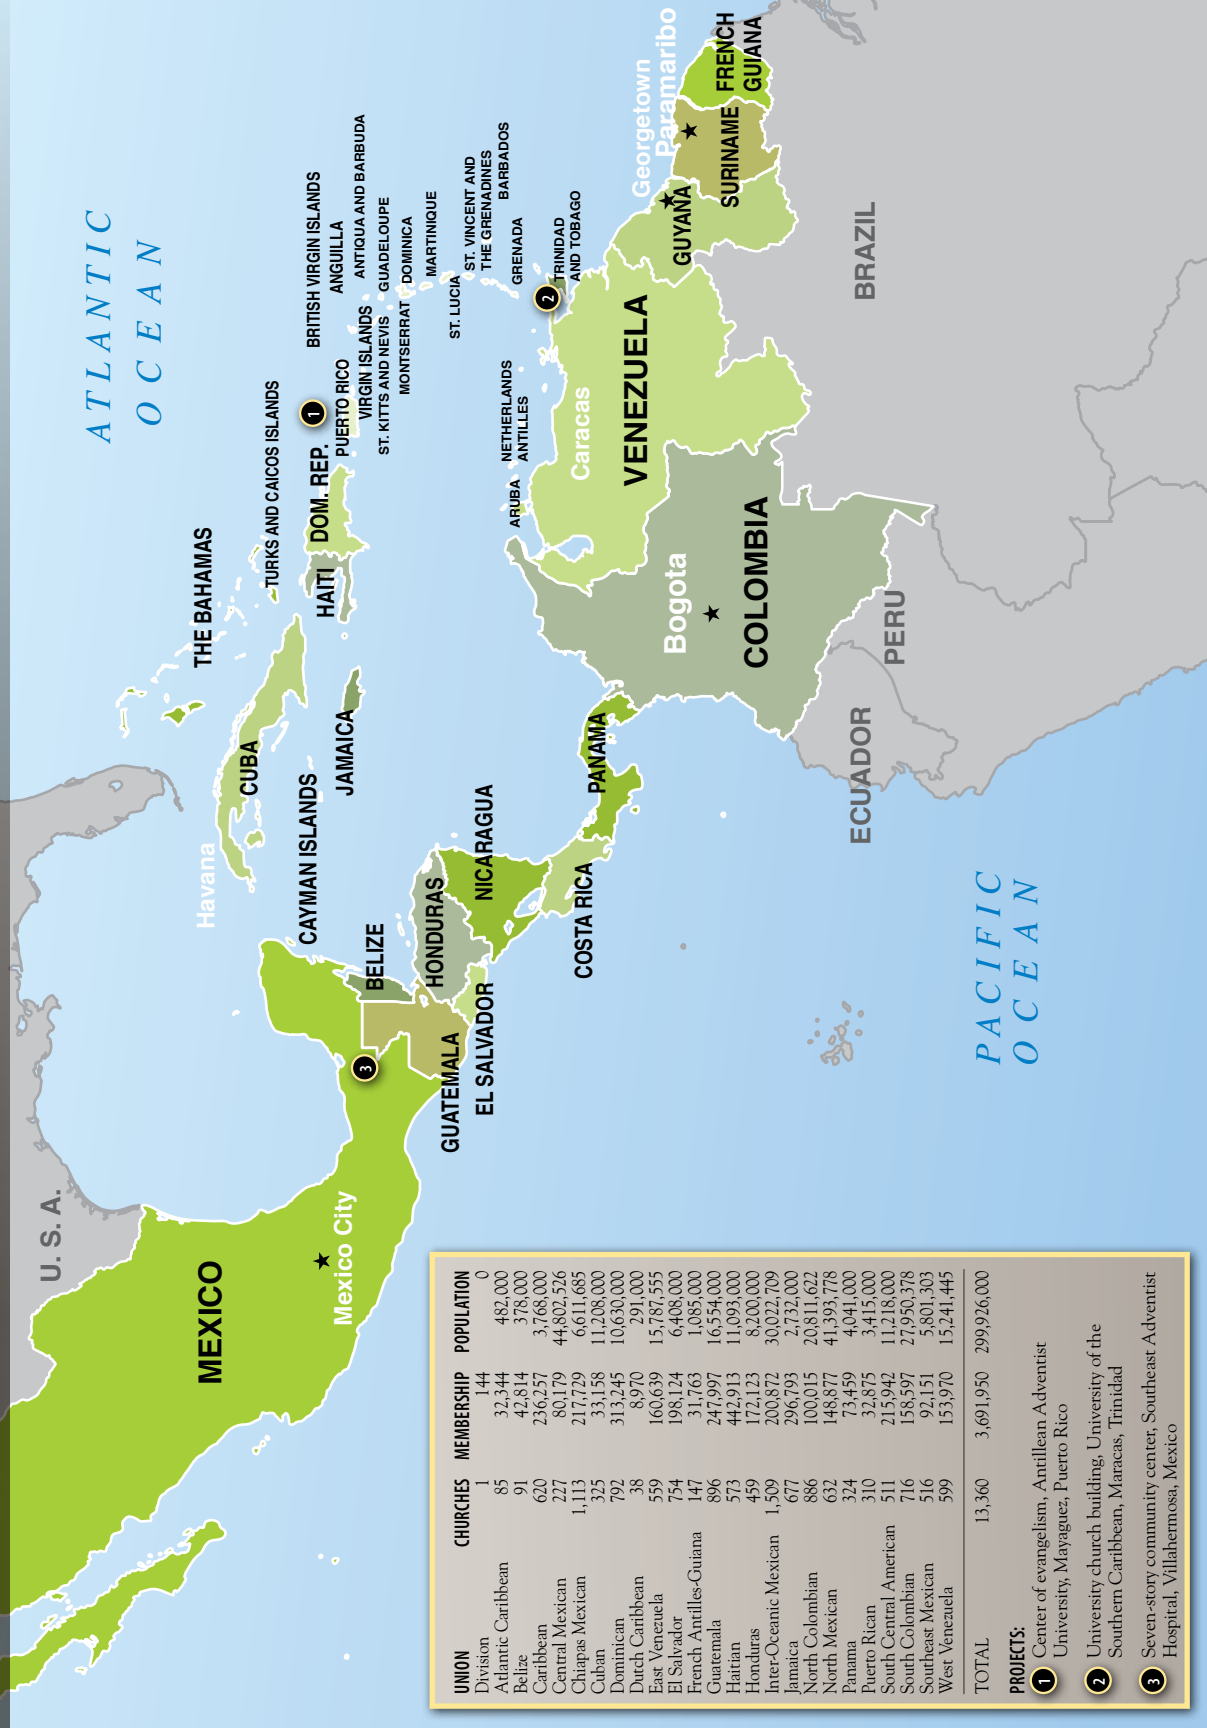 ATLANTIC
OCEAN
U. S. A.
MEXICO
Mexico City
Havana
CUBA
THE BAHAMAS
TURKS AND CAICOS ISLANDS
CAYMAN ISLANDS
JAMAICA
HAITI
DOM. REP.
1
PUERTO RICO
BRITISH VIRGIN ISLANDS
VIRGIN ISLANDS
ANGUILLA
ST. KITTS AND NEVIS
ANTIQUA AND BARBUDA
MONTSERRAT
GUADELOUPE
DOMINICA
MARTINIQUE
ST. LUCIA
ST. VINCENT AND
THE GRENADINES
BARBADOS
GRENADA
2
TRINIDAD
AND TOBAGO
NETHERLANDS
ANTILLES
ARUBA
3
BELIZE
GUATEMALA
HONDURAS
EL SALVADOR
NICARAGUA
COSTA RICA
PANAMA
Caracas
VENEZUELA
Bogota
COLOMBIA
Georgetown
Paramaribo
GUYANA
SURINAME
FRENCH
GUIANA
BRAZIL
PERU
ECUADOR
PACIFIC
OCEAN
UNION CHURCHES MEMBERSHIP POPULATION
Division 1 144 0
Atlantic Caribbean 85 32,344 482,000
Belize 91 42,814 378,000
Caribbean 620 236,257 3,768,000
Central Mexican 227 80,179 44,802,526
Chiapas Mexican 1,113 217,729 6,611,685
Cuban 325 33,158 11,208,000
Dominican 792 313,245 10,630,000
Dutch Caribbean 38 8,970 291,000
East Venezuela 559 160,639 15,787,555
El Salvador 754 198,124 6,408,000
French Antilles-Guiana 147 31,763 1,085,000
Guatemala 896 247,997 16,554,000
Haitian 573 442,913 11,093,000
Honduras 459 172,123 8,200,000
Inter-Oceanic Mexican 1,509 200,872 30,022,709
Jamaica 677 296,793 2,732,000
North Colombian 886 100,015 20,811,622
North Mexican 632 148,877 41,393,778
Panama 324 73,459 4,041,000
Puerto Rican 310 32,875 3,415,000
South Central American 511 215,942 11,218,000
South Colombian 716 158,597 27,950,378
Southeast Mexican 516 92,151 5,801,303
West Venezuela 599 153,970 15,241,445
TOTAL 13,360 3,691,950 299,926,000
PROJECTS:
1 Center of evangelism, Antillean Adventist
University, Mayaguez, Puerto Rico
2 University church building, University of the
Southern Caribbean, Maracas, Trinidad
3 Seven-story community center, Southeast Adventist
Hospital, Villahermosa, Mexico